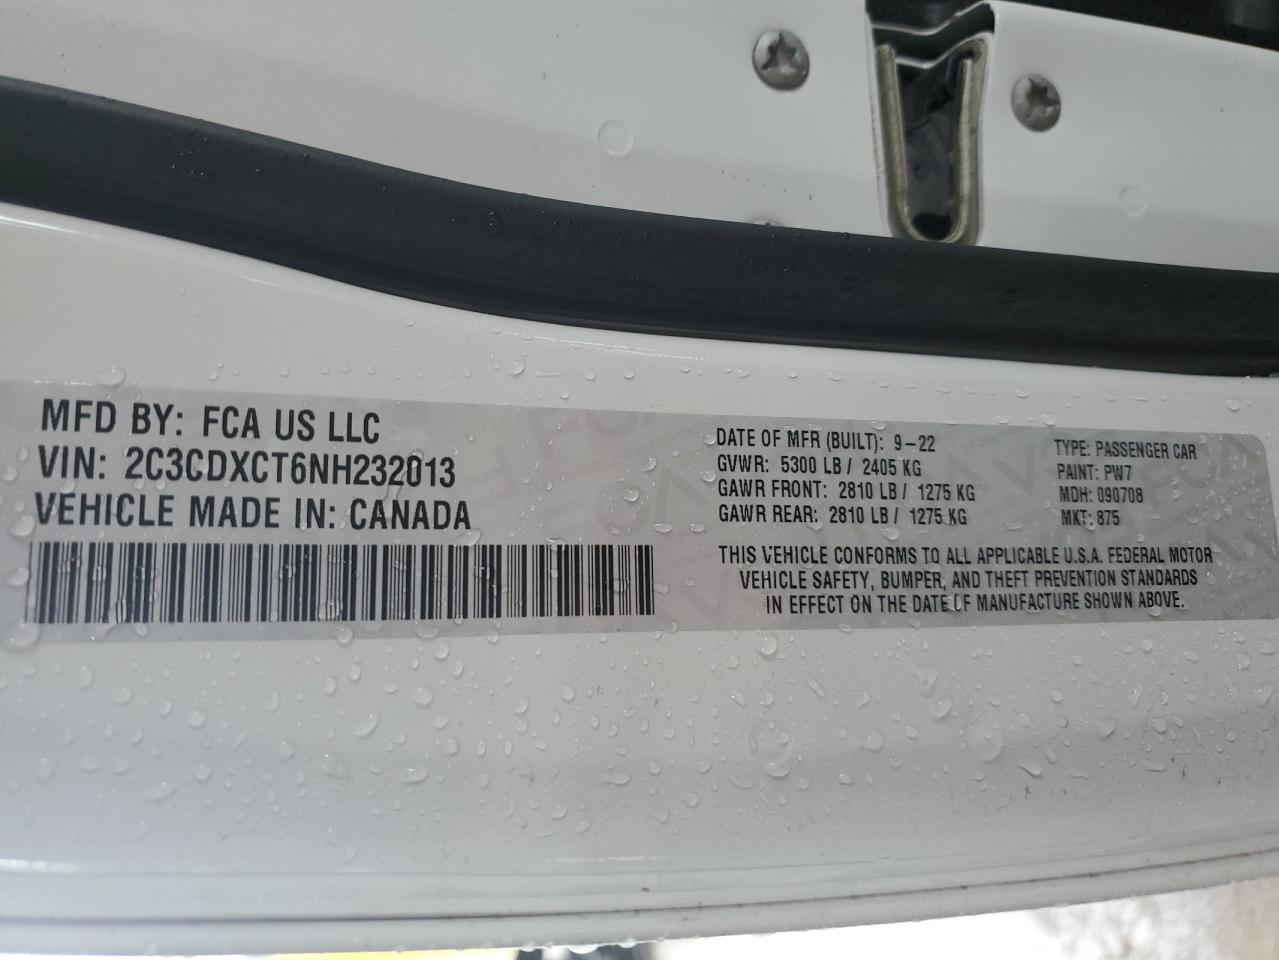 MFD BY: FCA US LLC
VIN: 2C3CDXCT6NH232013
VEHICLE MADE IN: CANADA
DATE OF MFR (BUILT): 9-22
GVWR: 5300 LB / 2405 KG
GAWR FRONT: 2810 LB / 1275 KG
GAWR REAR: 2810 LB / 1275 KG
TYPE: PASSENGER CAR
PAINT: PW7
MDH: 090708
MKT: 875
THIS VEHICLE CONFORMS TO ALL APPLICABLE U.S.A. FEDERAL MOTOR
VEHICLE SAFETY, BUMPER, AND THEFT PREVENTION STANDARDS
IN EFFECT ON THE DATE OF MANUFACTURE SHOWN ABOVE.